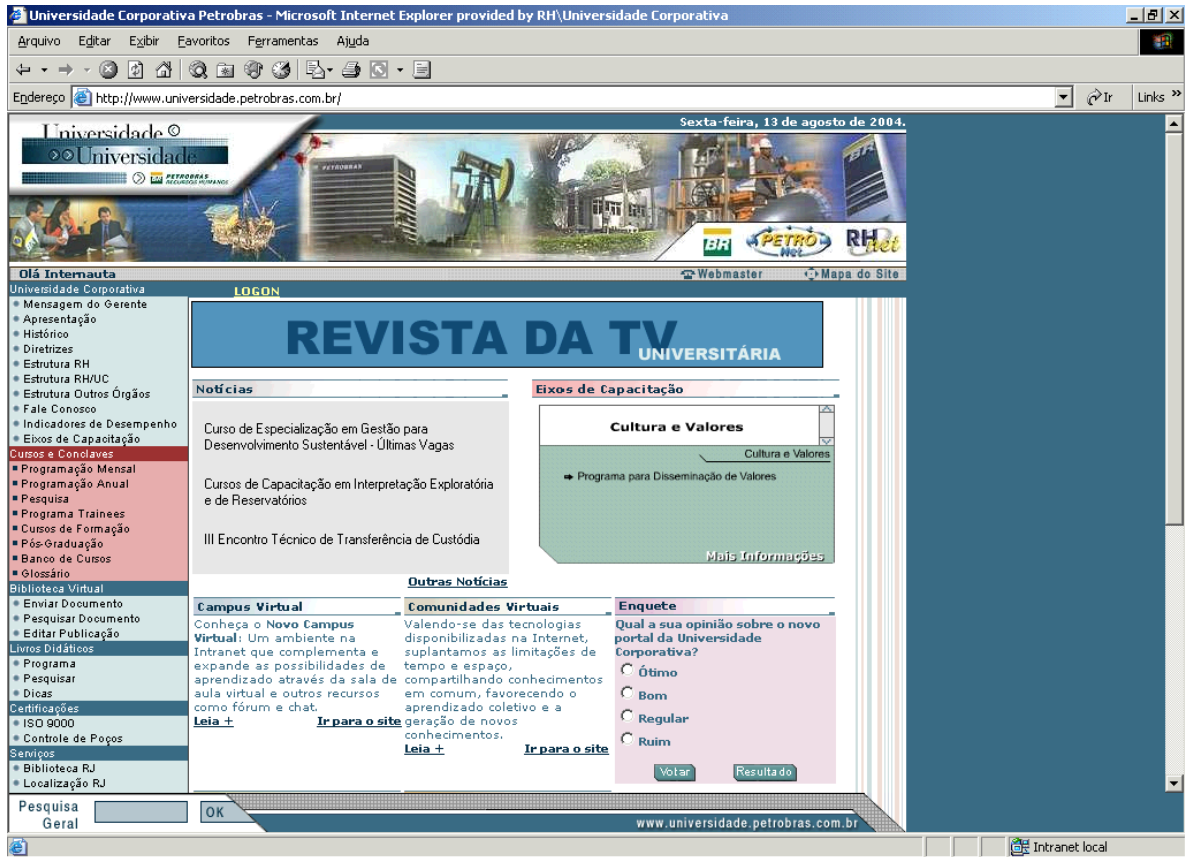 Universidade Corporativa Petrobras - Microsoft Internet Explorer provided by RH\Universidade Corporativa
Arquivo Editar Exibir Favoritos Ferramentas Ajuda
Endereço http://www.universidade.petrobras.com.br/ Ir Links »
Sexta-feira, 13 de agosto de 2004.
Universidade ©
>>Universidade
BR PETROBRAS
RECURSOS HUMANOS
PETROBRAS
BR
BR PETRO Net RHnet
Olá Internauta Webmaster Mapa do Site
Universidade Corporativa
LOGON
Mensagem do Gerente
Apresentação
Histórico
Diretrizes
Estrutura RH
Estrutura RH/UC
Estrutura Outros Órgãos
Fale Conosco
Indicadores de Desempenho
Eixos de Capacitação
Cursos e Conclaves
Programação Mensal
Programação Anual
Pesquisa
Programa Trainees
Cursos de Formação
Pós-Graduação
Banco de Cursos
Glossário
Biblioteca Virtual
Enviar Documento
Pesquisar Documento
Editar Publicação
Livros Didáticos
Programa
Pesquisar
Dicas
Certificações
ISO 9000
Controle de Poços
Serviços
Biblioteca RJ
Localização RJ
REVISTA DA TV
UNIVERSITÁRIA
Notícias
Curso de Especialização em Gestão para
Desenvolvimento Sustentável - Últimas Vagas
Cursos de Capacitação em Interpretação Exploratória
e de Reservatórios
III Encontro Técnico de Transferência de Custódia
Outras Notícias
Eixos de Capacitação
Cultura e Valores
Cultura e Valores
Programa para Disseminação de Valores
Mais Informações
Campus Virtual
Conheça o Novo Campus
Virtual: Um ambiente na
Intranet que complementa e
expande as possibilidades de
aprendizado através da sala de
aula virtual e outros recursos
como fórum e chat.
Leia + Ir para o site
Comunidades Virtuais
Valendo-se das tecnologias
disponibilizadas na Internet,
suplantamos as limitações de
tempo e espaço,
compartilhando conhecimentos
em comum, favorecendo o
aprendizado coletivo e a
geração de novos
conhecimentos.
Leia + Ir para o site
Enquete
Qual a sua opinião sobre o novo
portal da Universidade
Corporativa?
Ótimo
Bom
Regular
Ruim
Votar Resultado
Pesquisa
Geral
OK
www.universidade.petrobras.com.br
Intranet local